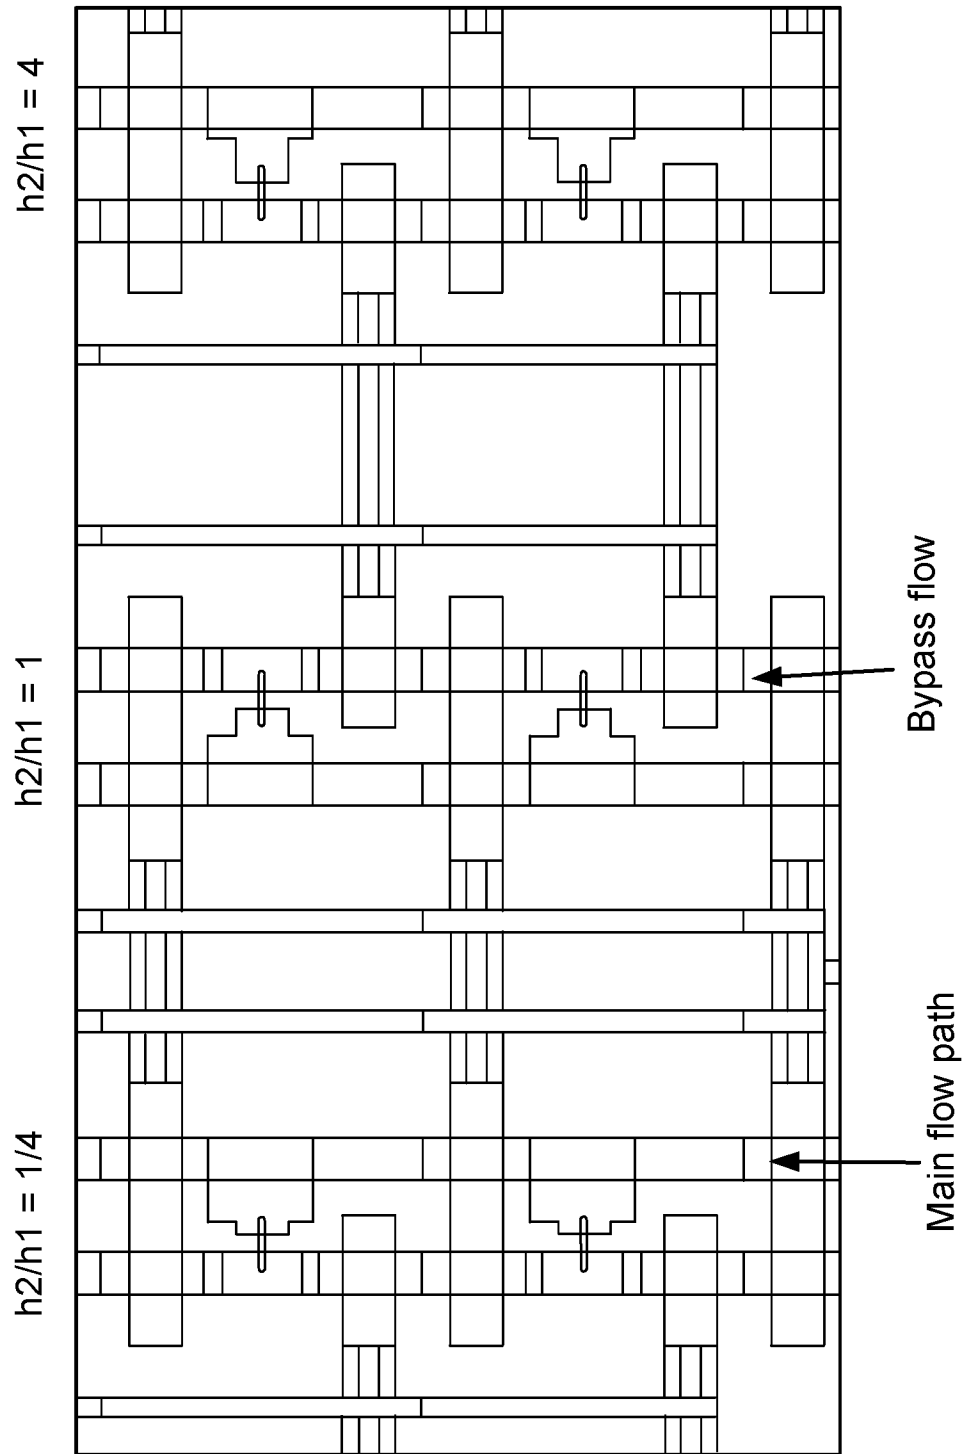 h2/h1 = 4
h2/h1 = 1
h2/h1 = 1/4
Bypass flow
Main flow path